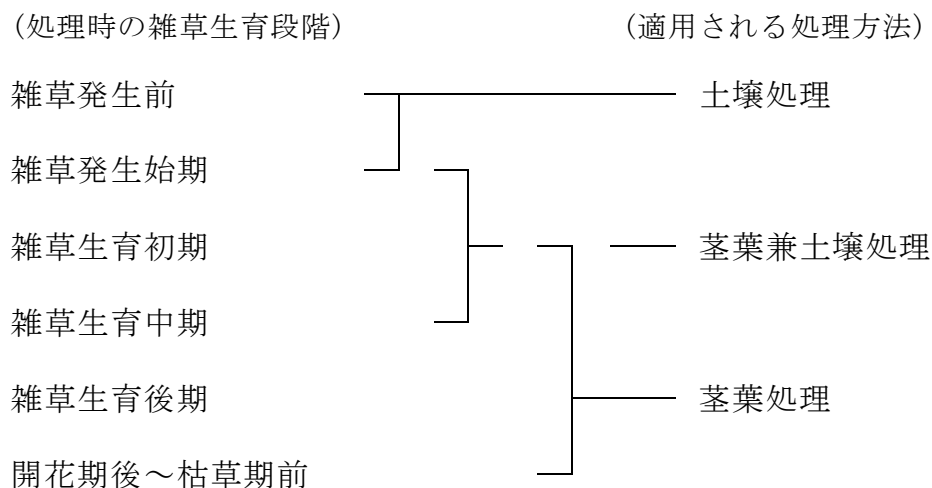 （処理時の雑草生育段階） （適用される処理方法）
雑草発生前 土壌処理
雑草発生始期
雑草生育初期 茎葉兼土壌処理
雑草生育中期
雑草生育後期 茎葉処理
開花期後～枯草期前